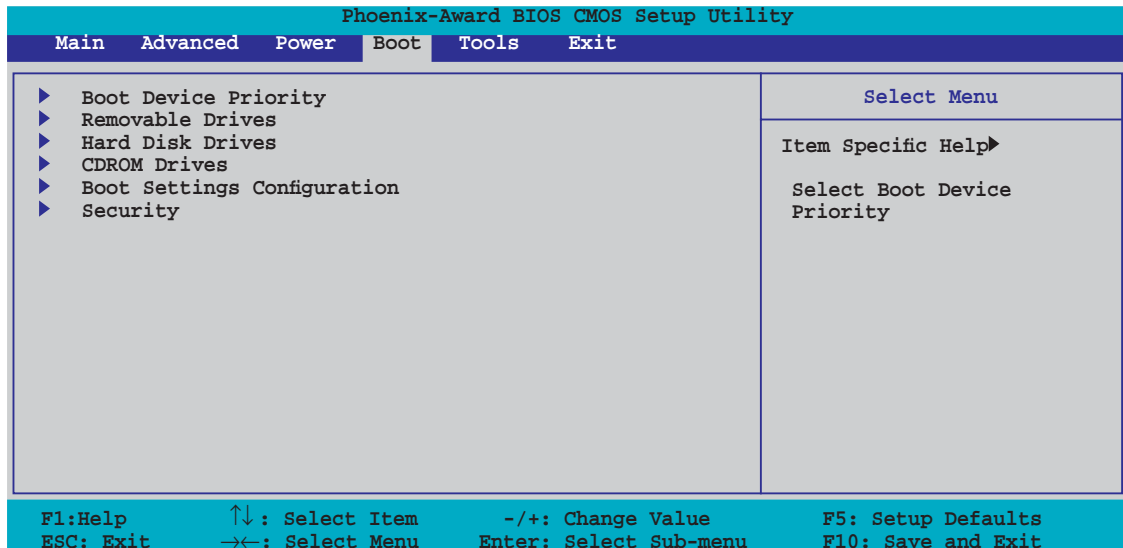 Phoenix-Award BIOS CMOS Setup Utility
Main Advanced Power Boot Tools Exit
Boot Device Priority
Removable Drives
Hard Disk Drives
CDROM Drives
Boot Settings Configuration
Security
Select Menu
Item Specific Help
Select Boot Device
Priority
F1:Help ↑↓: Select Item -/+: Change Value F5: Setup Defaults
ESC: Exit →←: Select Menu Enter: Select Sub-menu F10: Save and Exit